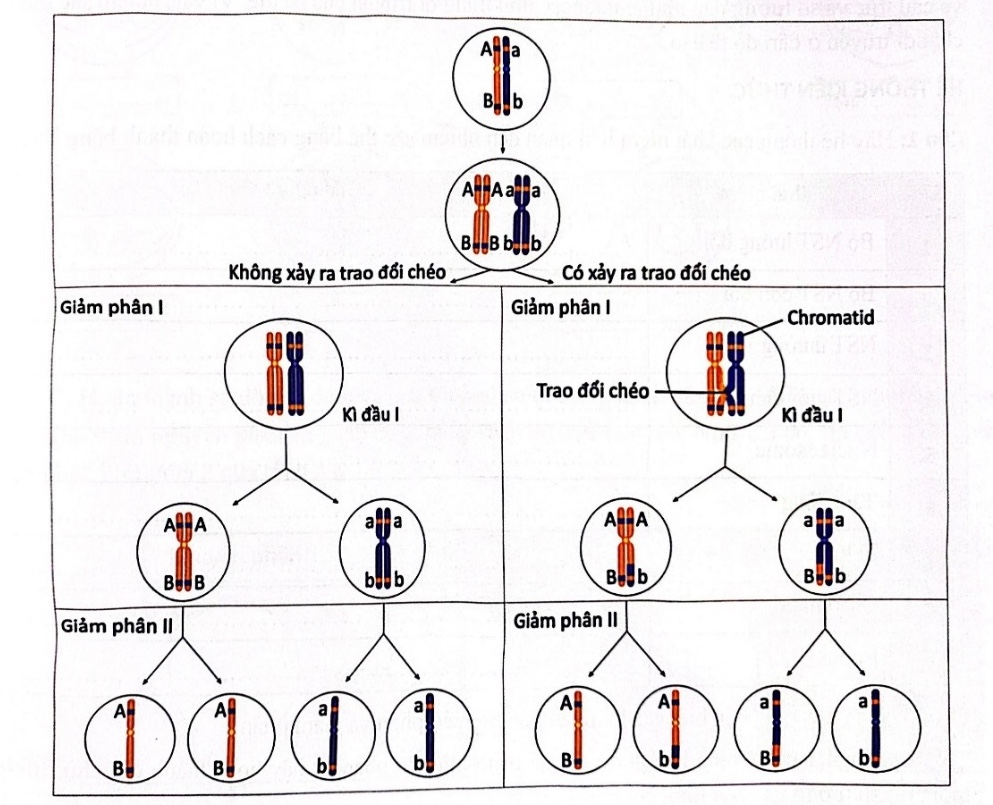 A a
B b
A A a a
B B b b
Không xảy ra trao đổi chéo
Có xảy ra trao đổi chéo
Giảm phân I
Kì đầu I
A A
B B
a a
b b
Giảm phân I
Chromatid
Trao đổi chéo
Kì đầu I
A A
B b
a a
B b
Giảm phân II
A
B
A
B
a
b
a
b
Giảm phân II
A
B
A
b
a
B
a
b